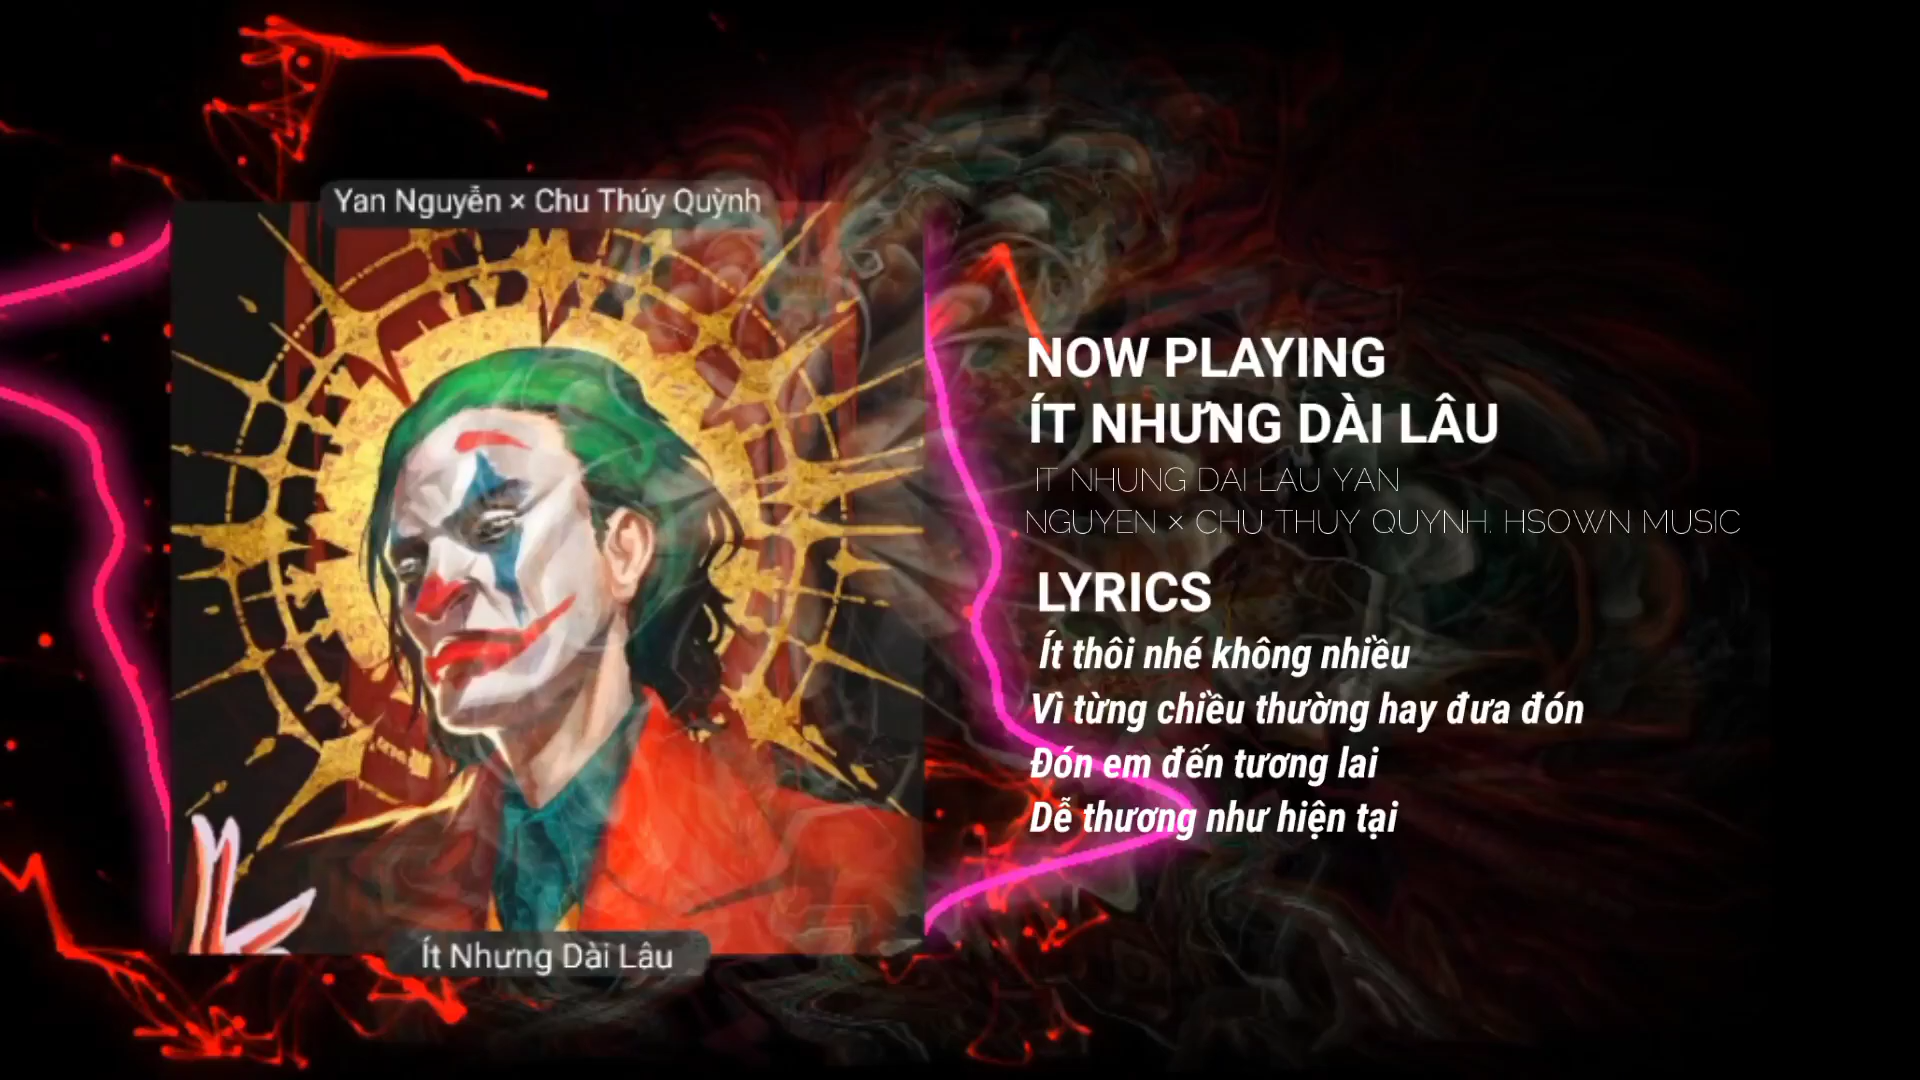 Yan Nguyễn × Chu Thúy Quỳnh
Ít Nhưng Dài Lâu
NOW PLAYING
ÍT NHƯNG DÀI LÂU
IT NHUNG DAI LAU YAN
NGUYEN × CHU THUY QUYNH. HSOWN MUSIC
LYRICS
Ít thôi nhé không nhiều
Vì từng chiều thường hay đưa đón
Đón em đến tương lai
Dễ thương như hiện tại